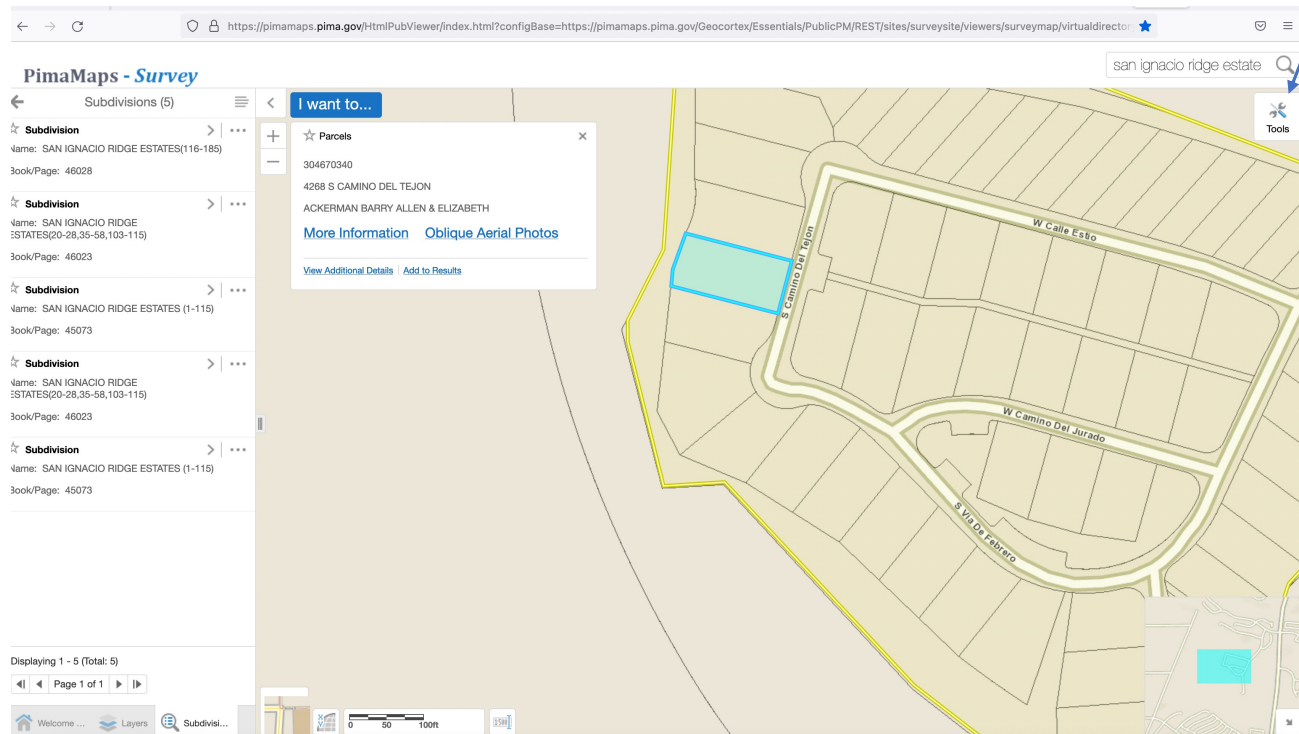 https://pimamaps.pima.gov/HtmlPubViewer/index.html?configBase=https://pimamaps.pima.gov/Geocortex/Essentials/PublicPM/REST/sites/surveysite/viewers/surveymap/virtualdirector
PimaMaps - Survey
san ignacio ridge estate
Subdivisions (5)
I want to...
Tools
Subdivision
Name: SAN IGNACIO RIDGE ESTATES(116-185)
Book/Page: 46028
Subdivision
Name: SAN IGNACIO RIDGE
ESTATES(20-28,35-58,103-115)
Book/Page: 46023
Subdivision
Name: SAN IGNACIO RIDGE ESTATES (1-115)
Book/Page: 45073
Subdivision
Name: SAN IGNACIO RIDGE
ESTATES(20-28,35-58,103-115)
Book/Page: 46023
Subdivision
Name: SAN IGNACIO RIDGE ESTATES (1-115)
Book/Page: 45073
Displaying 1 - 5 (Total: 5)
Page 1 of 1
Welcome ...
Layers
Subdivisi...
Parcels
304670340
4268 S CAMINO DEL TEJON
ACKERMAN BARRY ALLEN & ELIZABETH
More Information Oblique Aerial Photos
View Additional Details Add to Results
W Calle Estio
S Camino Del Tejon
W Camino Del Jurado
S Via De Febrero
0 50 100ft